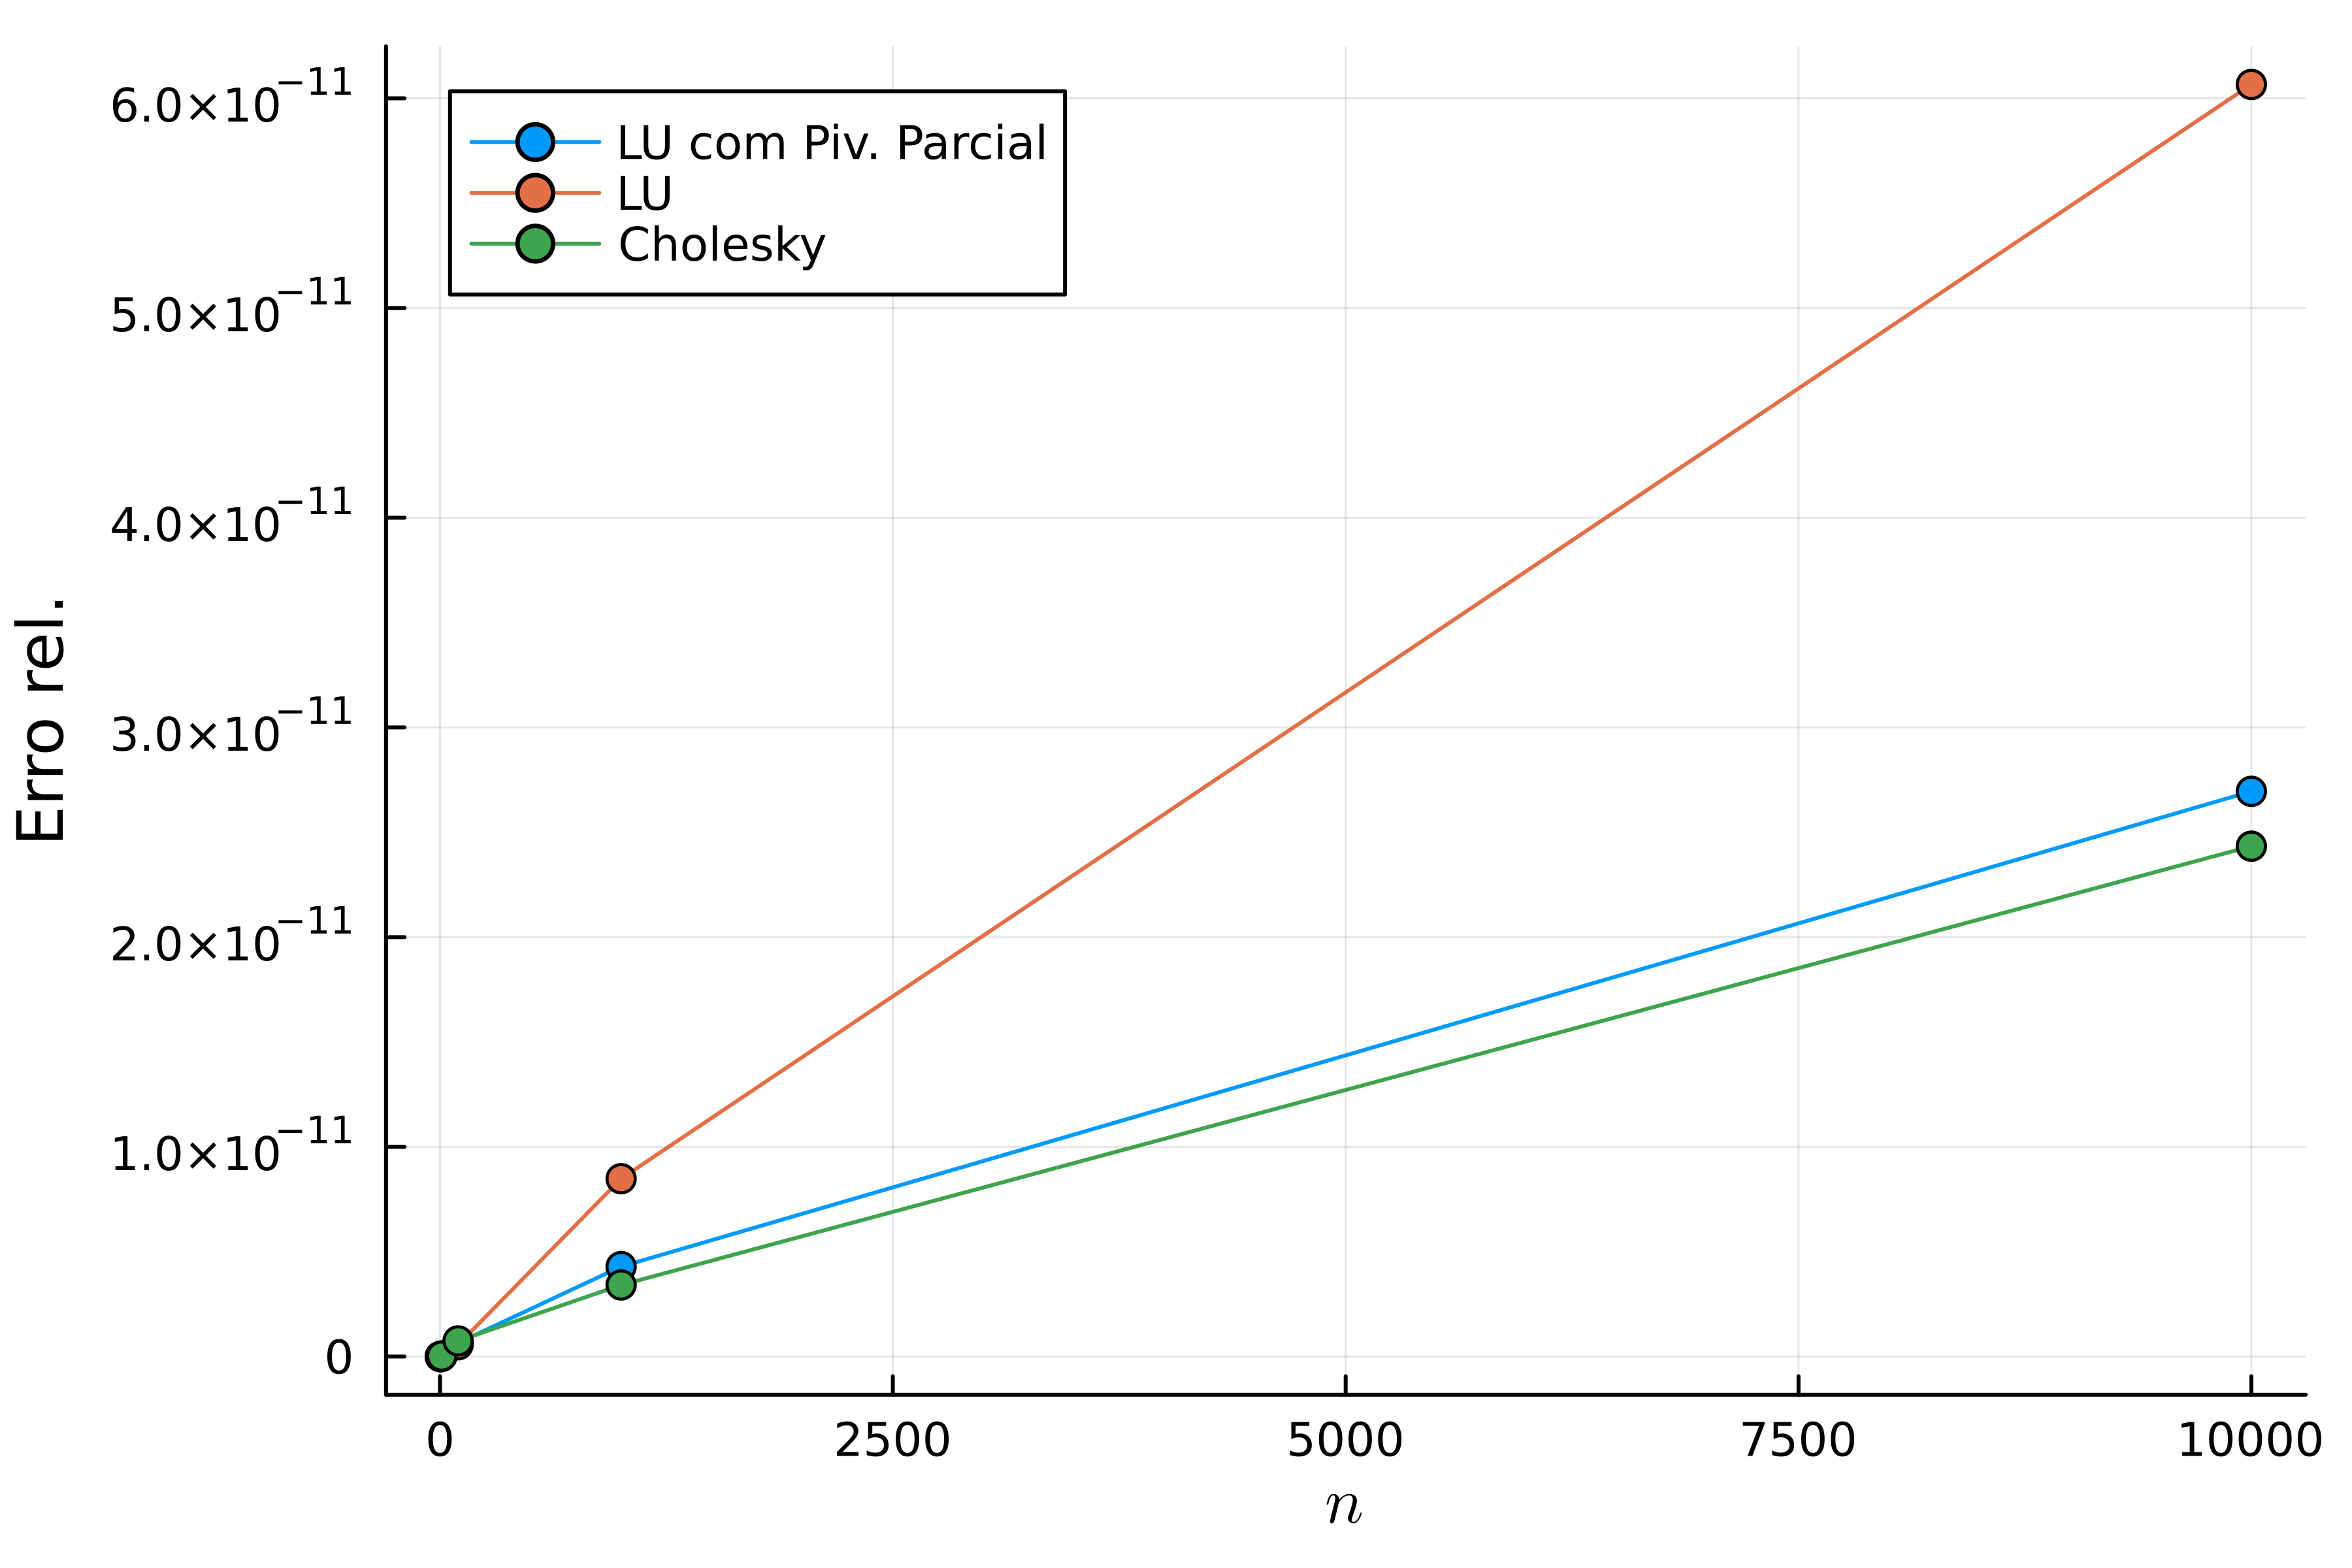 6.0×10⁻¹¹
5.0×10⁻¹¹
4.0×10⁻¹¹
3.0×10⁻¹¹
2.0×10⁻¹¹
1.0×10⁻¹¹
0
Erro rel.
LU com Piv. Parcial
LU
Cholesky
0 2500 5000 7500 10000
n